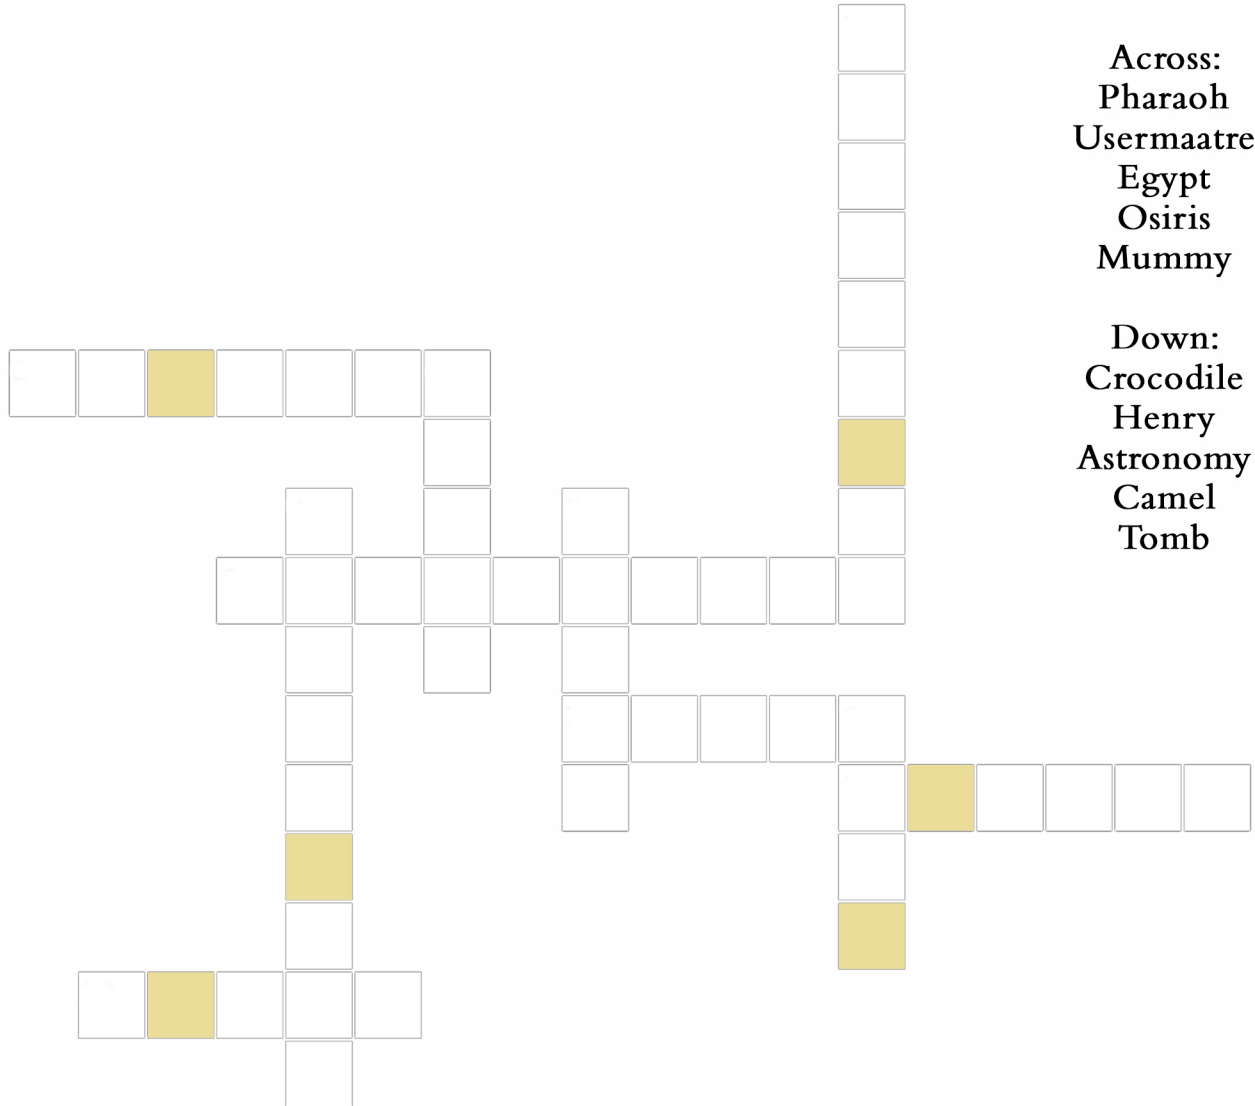 Across:
Pharaoh
Usermaatre
Egypt
Osiris
Mummy
Down:
Crocodile
Henry
Astronomy
Camel
Tomb